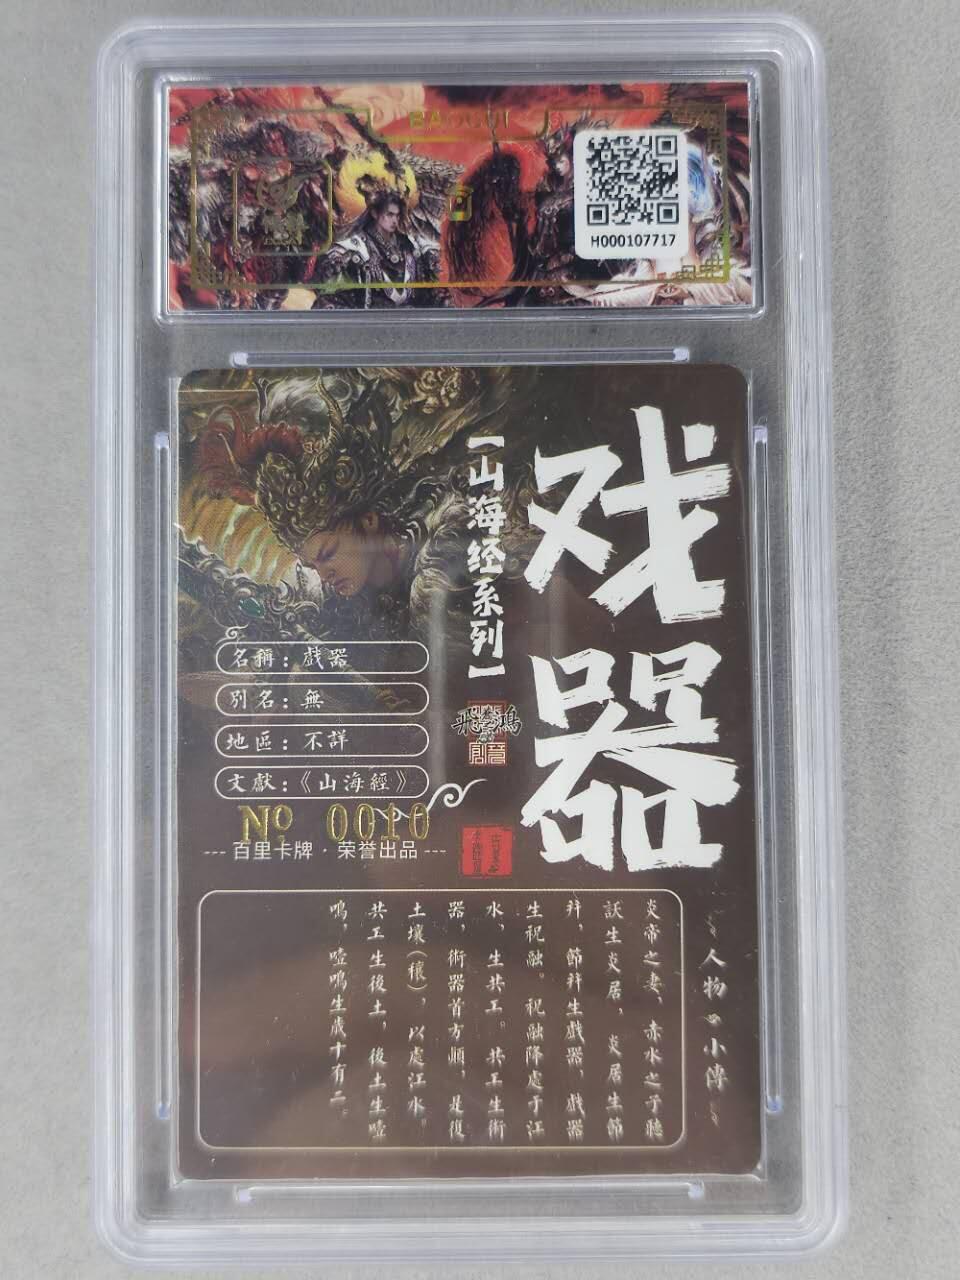 H000107717
戏器
【山海经系列】
名稱：戲器
別名：無
地區：不詳
文獻：《山海經》
№ 0010
--- 百里卡牌 · 荣誉出品 ---
人物小傳
炎帝之妻，赤水之子聽
訞生炎居，炎居生節
幷，節幷生戲器，戲器
生祝融。祝融降處于江
水，生共工。共工生術
器，術器首方顛，是復
土壤（穰），以處江水。
共工生後土，後土生噎
鳴，噎鳴生歲十有二。